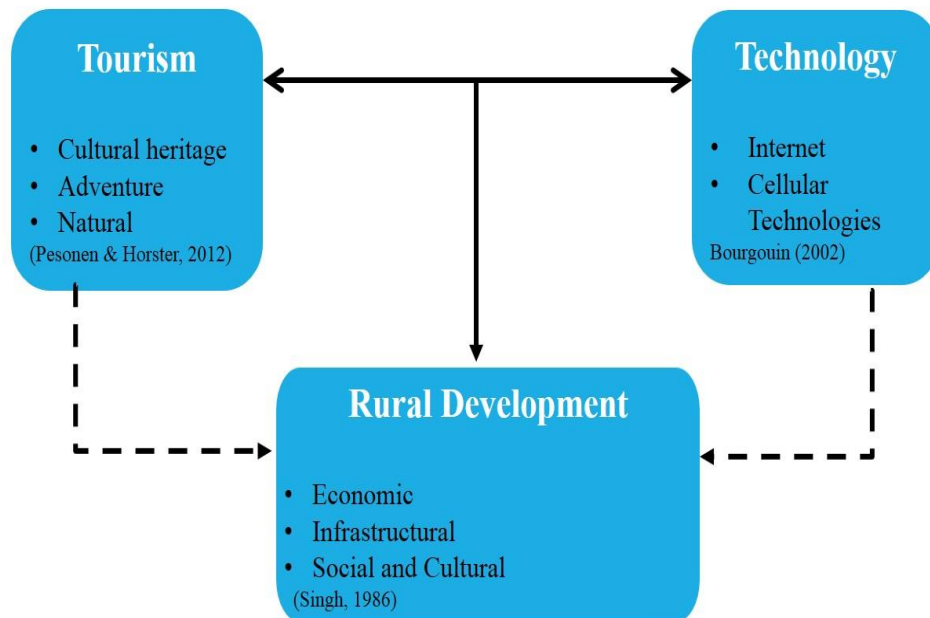 Tourism
• Cultural heritage
• Adventure
• Natural
(Pesonen & Horster, 2012)
Technology
• Internet
• Cellular
Technologies
Bourgouin (2002)
Rural Development
• Economic
• Infrastructural
• Social and Cultural
(Singh, 1986)